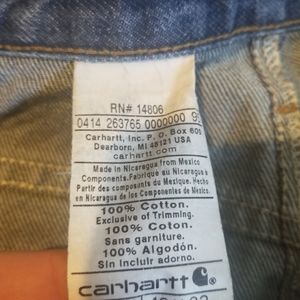 RN# 14806
0414 263765 0000000 9
Carhartt, Inc. P. O. Box 600
Dearborn, MI 48121 USA
carhartt.com
Made in Nicaragua from Mexico
Components. Fabriqué au Nicaragua à
Partir des composants du Mexique. Hecho
en Nicaragua de los Componentes de Mexico
100% Cotton.
Exclusive of Trimming.
100% Coton.
Sans garniture.
100% Algodón.
Sin incluir adorno.
carhartt